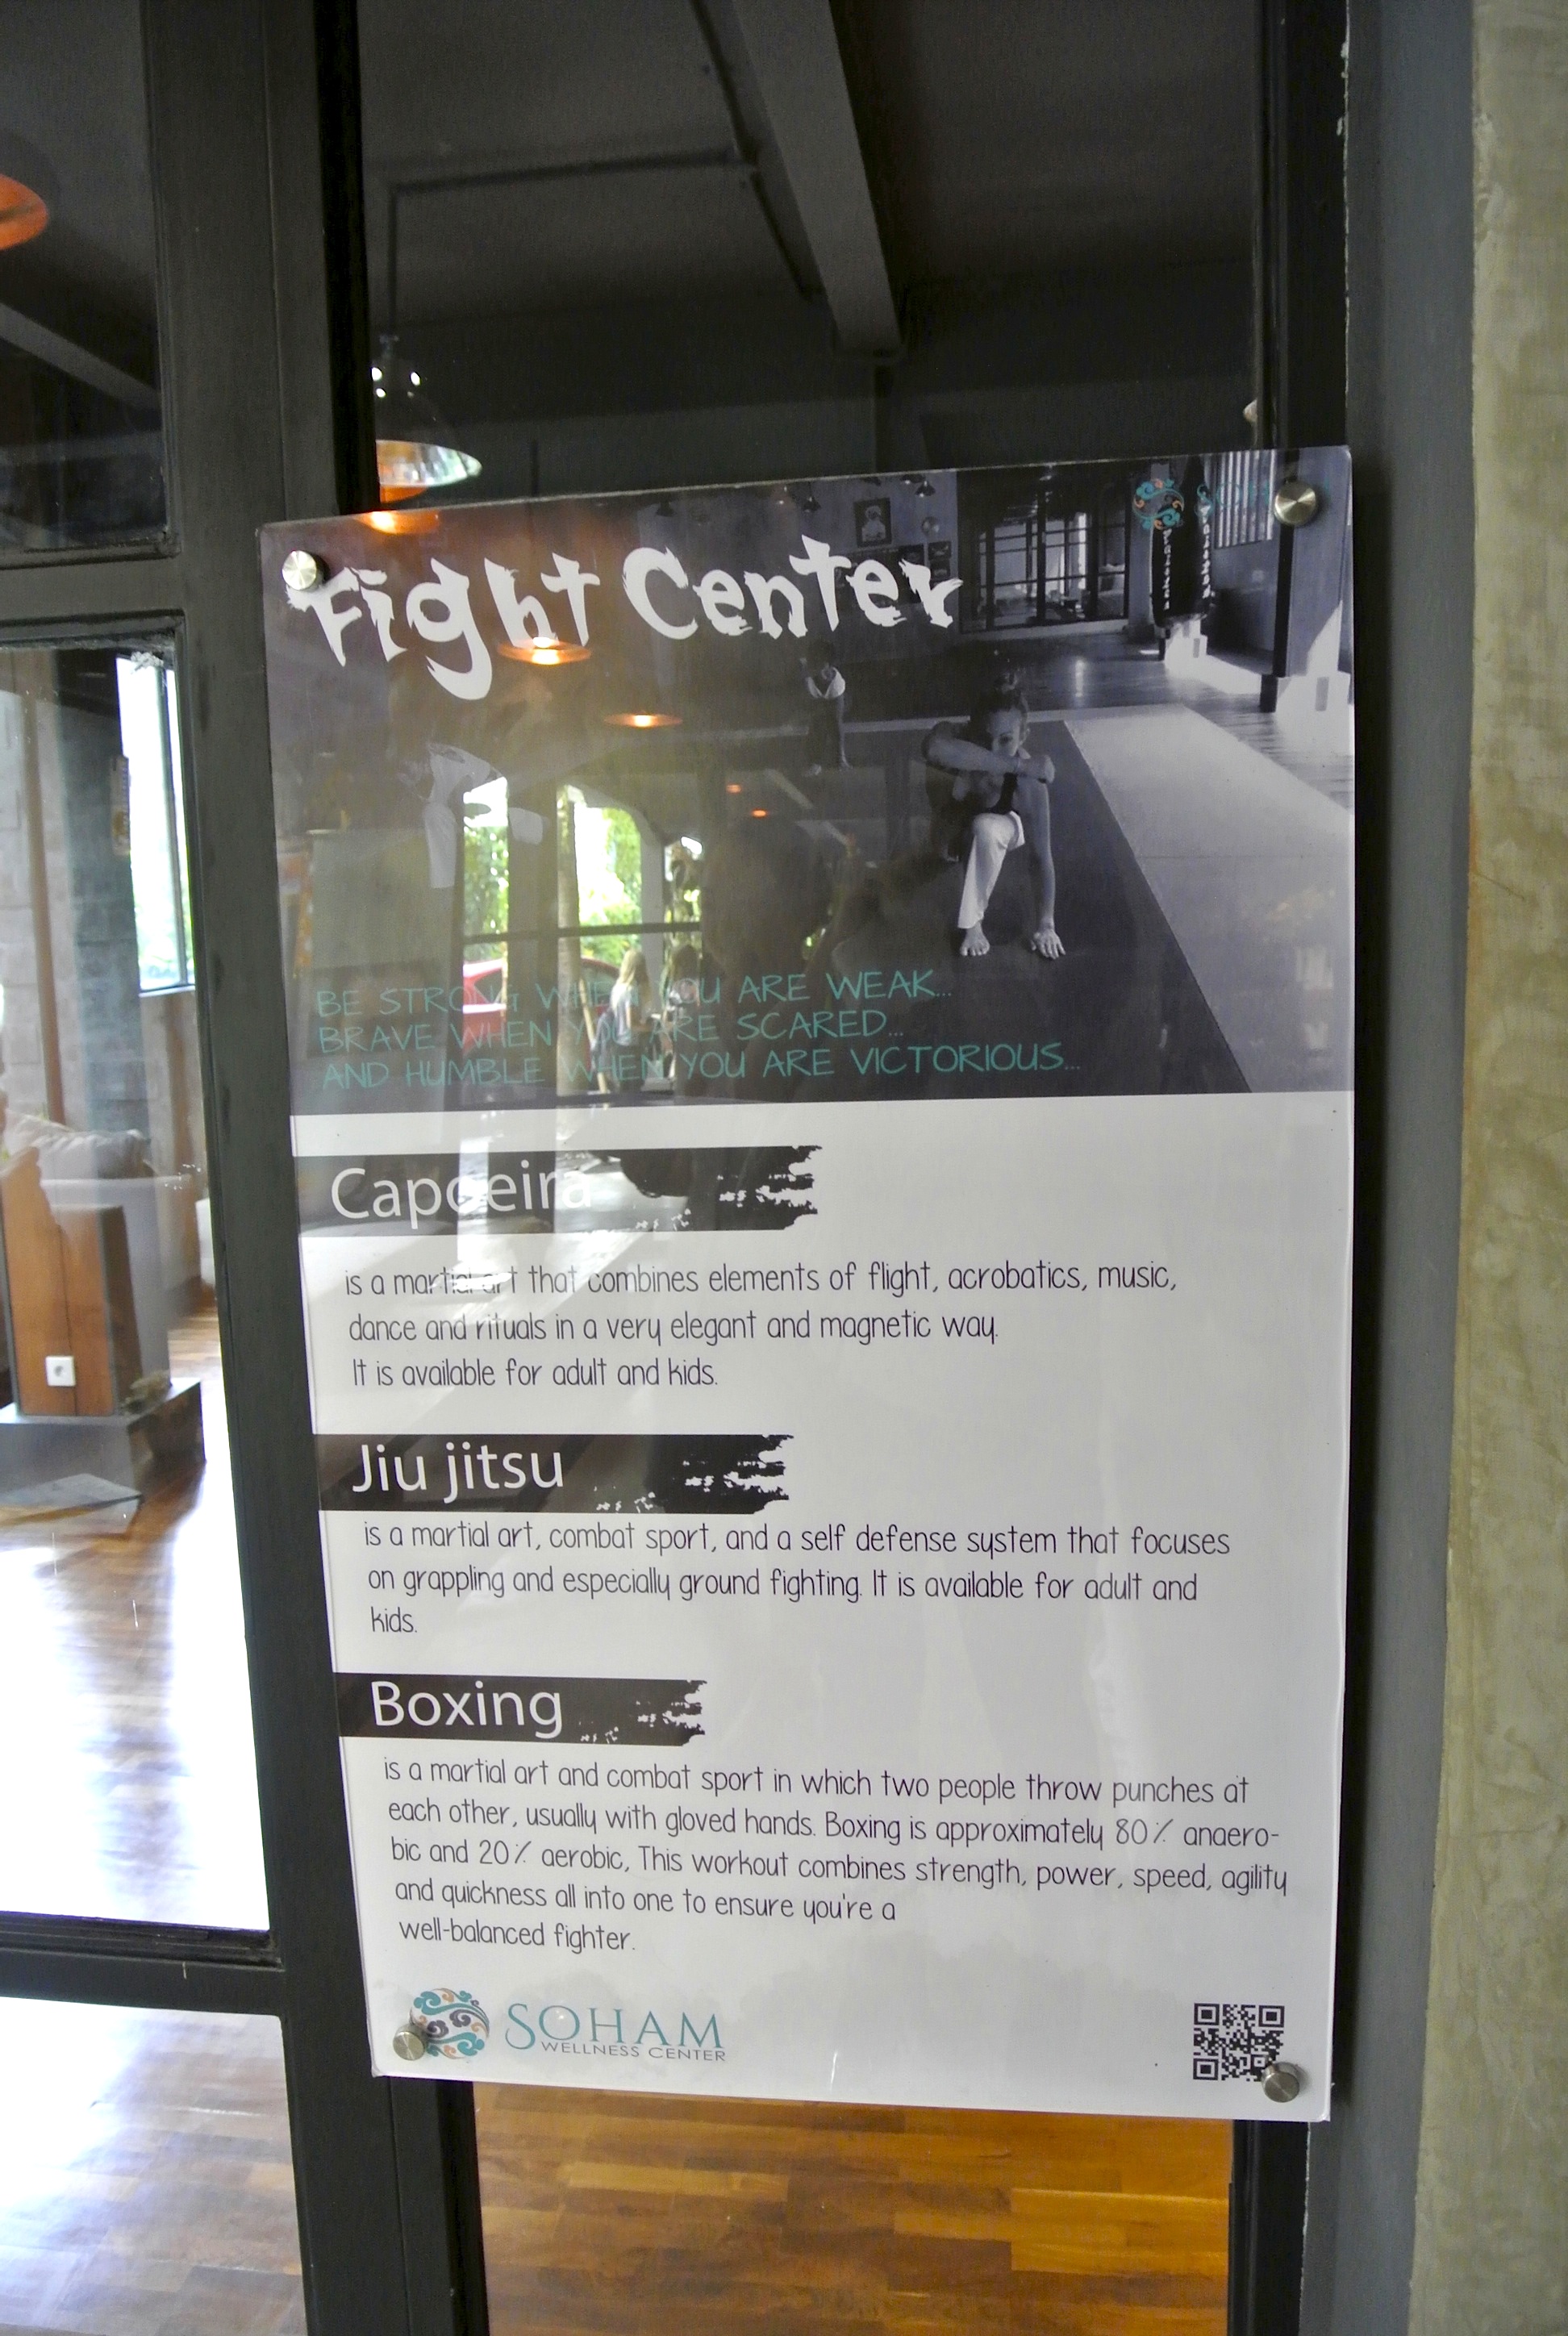 Fight Center
BE STRONG WHEN YOU ARE WEAK...
BRAVE WHEN YOU ARE SCARED...
AND HUMBLE WHEN YOU ARE VICTORIOUS...
Capoeira
is a martial art that combines elements of flight, acrobatics, music,
dance and rituals in a very elegant and magnetic way.
It is available for adult and kids.
Jiu jitsu
is a martial art, combat sport, and a self defense system that focuses
on grappling and especially ground fighting. It is available for adult and
kids.
Boxing
is a martial art and combat sport in which two people throw punches at
each other, usually with gloved hands. Boxing is approximately 80% anaero-
bic and 20% aerobic, This workout combines strength, power, speed, agility
and quickness all into one to ensure you're a
well-balanced fighter.
SOHAM
WELLNESS CENTER